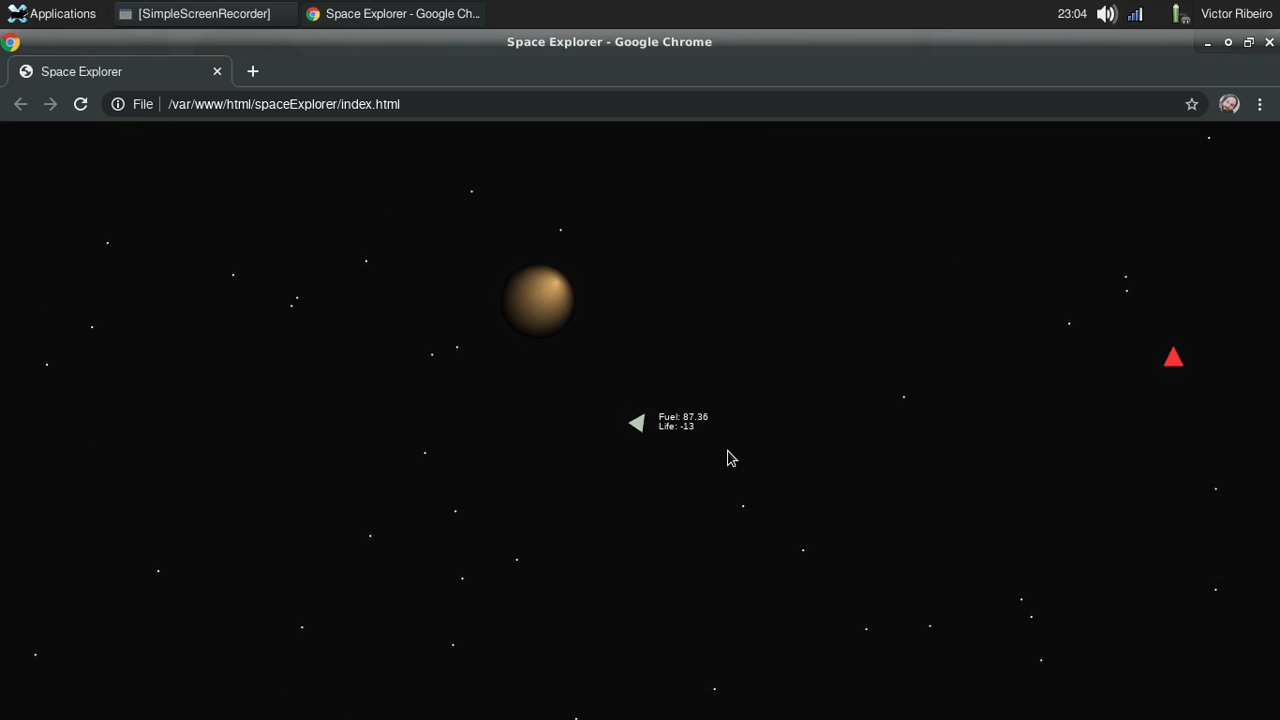 Applications
[SimpleScreenRecorder]
Space Explorer - Google Ch...
23:04
Victor Ribeiro
Space Explorer - Google Chrome
Space Explorer
File
/var/www/html/spaceExplorer/index.html
Fuel: 87.36
Life: -13